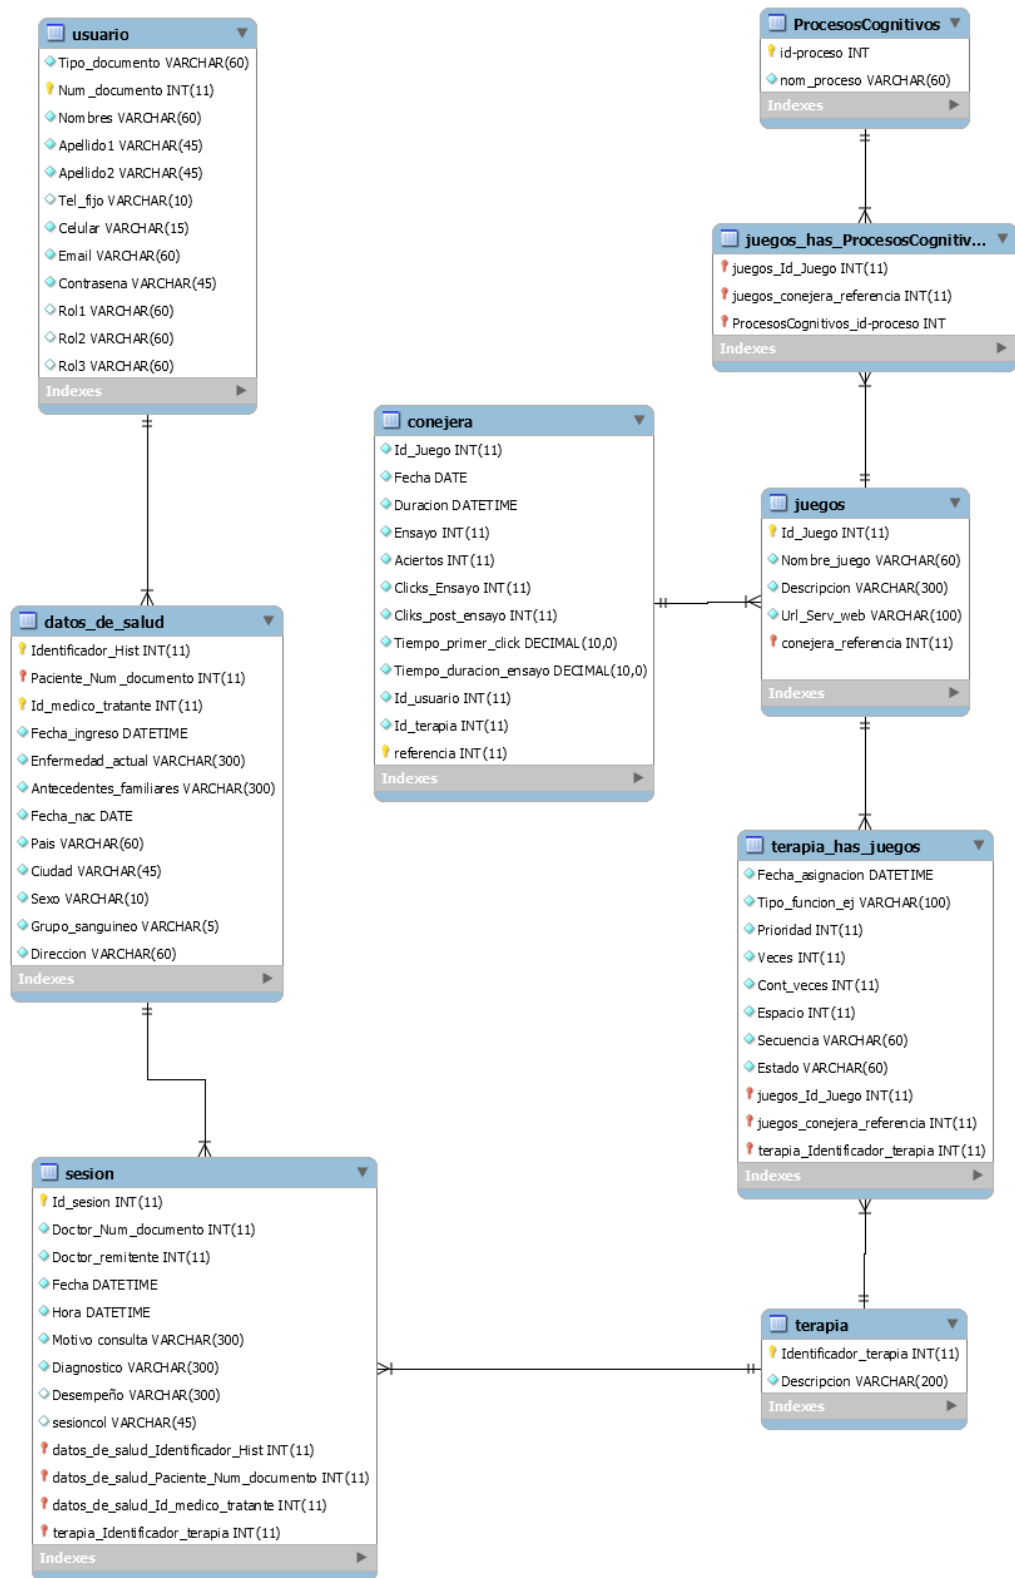 usuario
Tipo_documento VARCHAR(60)
Num_documento INT(11)
Nombres VARCHAR(60)
Apellido1 VARCHAR(45)
Apellido2 VARCHAR(45)
Tel_fijo VARCHAR(10)
Celular VARCHAR(15)
Email VARCHAR(60)
Contrasena VARCHAR(45)
Rol1 VARCHAR(60)
Rol2 VARCHAR(60)
Rol3 VARCHAR(60)
Indexes
ProcesosCognitivos
id-proceso INT
nom_proceso VARCHAR(60)
Indexes
juegos_has_ProcesosCognitiv...
juegos_Id_Juego INT(11)
juegos_conejera_referencia INT(11)
ProcesosCognitivos_id-proceso INT
Indexes
conejera
Id_Juego INT(11)
Fecha DATE
Duracion DATETIME
Ensayo INT(11)
Aciertos INT(11)
Clicks_Ensayo INT(11)
Cliks_post_ensayo INT(11)
Tiempo_primer_click DECIMAL(10,0)
Tiempo_duracion_ensayo DECIMAL(10,0)
Id_usuario INT(11)
Id_terapia INT(11)
referencia INT(11)
Indexes
juegos
Id_Juego INT(11)
Nombre_juego VARCHAR(60)
Descripcion VARCHAR(300)
Url_Serv_web VARCHAR(100)
conejera_referencia INT(11)
Indexes
datos_de_salud
Identificador_Hist INT(11)
Paciente_Num_documento INT(11)
Id_medico_tratante INT(11)
Fecha_ingreso DATETIME
Enfermedad_actual VARCHAR(300)
Antecedentes_familiares VARCHAR(300)
Fecha_nac DATE
Pais VARCHAR(60)
Ciudad VARCHAR(45)
Sexo VARCHAR(10)
Grupo_sanguineo VARCHAR(5)
Direccion VARCHAR(60)
Indexes
terapia_has_juegos
Fecha_asignacion DATETIME
Tipo_funcion_ej VARCHAR(100)
Prioridad INT(11)
Veces INT(11)
Cont_veces INT(11)
Espacio INT(11)
Secuencia VARCHAR(60)
Estado VARCHAR(60)
juegos_Id_Juego INT(11)
juegos_conejera_referencia INT(11)
terapia_Identificador_terapia INT(11)
Indexes
sesion
Id_sesion INT(11)
Doctor_Num_documento INT(11)
Doctor_remitente INT(11)
Fecha DATETIME
Hora DATETIME
Motivo consulta VARCHAR(300)
Diagnostico VARCHAR(300)
Desempeño VARCHAR(300)
sesioncol VARCHAR(45)
datos_de_salud_Identificador_Hist INT(11)
datos_de_salud_Paciente_Num_documento INT(11)
datos_de_salud_Id_medico_tratante INT(11)
terapia_Identificador_terapia INT(11)
Indexes
terapia
Identificador_terapia INT(11)
Descripcion VARCHAR(200)
Indexes